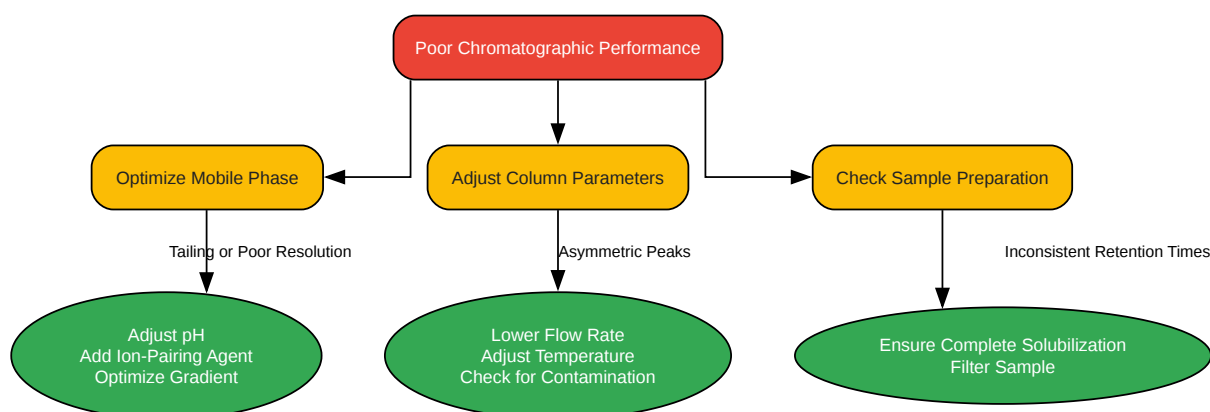 Poor Chromatographic Performance
Optimize Mobile Phase
Adjust Column Parameters
Check Sample Preparation
Tailing or Poor Resolution
Asymmetric Peaks
Inconsistent Retention Times
Adjust pH
Add Ion-Pairing Agent
Optimize Gradient
Lower Flow Rate
Adjust Temperature
Check for Contamination
Ensure Complete Solubilization
Filter Sample